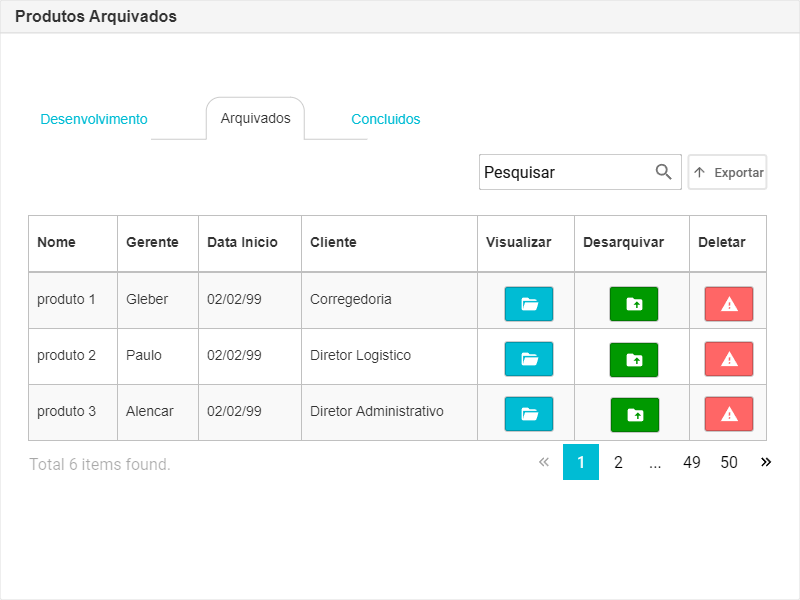 Produtos Arquivados
Desenvolvimento Arquivados Concluidos
Pesquisar Exportar
Nome Gerente Data Inicio Cliente Visualizar Desarquivar Deletar
produto 1 Gleber 02/02/99 Corregedoria
produto 2 Paulo 02/02/99 Diretor Logistico
produto 3 Alencar 02/02/99 Diretor Administrativo
Total 6 items found. « 1 2 ... 49 50 »